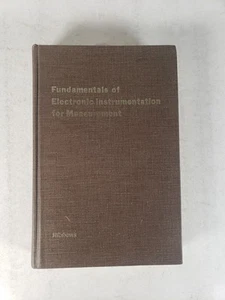 Fundamentals of
Electronic Instrumentation
for Measurement